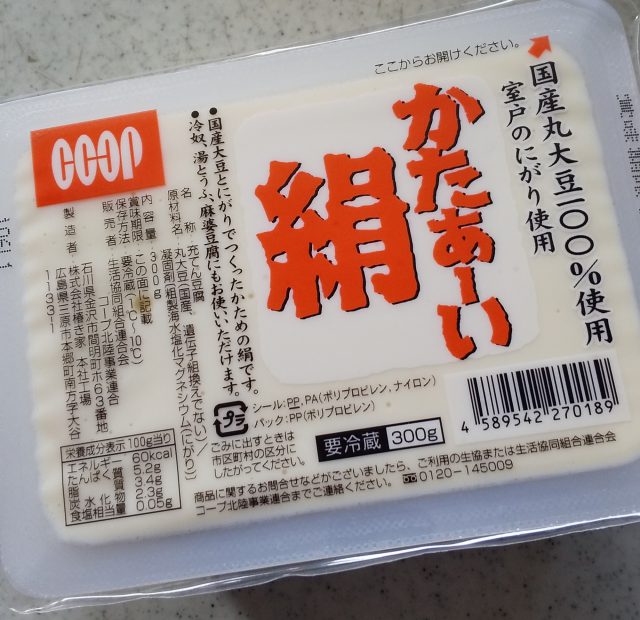 ここからお開けください。
国産丸大豆一〇〇%使用
室戸のにがり使用
かたぁーい
絹
COOP
●国産大豆とにがりでつくったかための絹です。
●冷奴、湯とうふ、麻婆豆腐にもお使いいただけます。
名称 充てん豆腐
原材料名 丸大豆(国産、遺伝子組換えでない)/
凝固剤[粗製海水塩化マグネシウム(にがり)]
内容量 300g
賞味期限 この面に記載
保存方法 要冷蔵(1℃~10℃)
販売者 生活協同組合連合会
コープ北陸事業連合
石川県金沢市間明町ホ63番地
製造者 株式会社椿き家 本社工場
広島県三原市本郷町南方字大谷
11331
プラ
シール:PP,PA(ポリプロピレン、ナイロン)
パック:PP(ポリプロピレン)
ごみに出すときは
市区町村の区分に
したがってください。
要冷蔵 300g
4 589542 270189
栄養成分表示 100g当り
エネルギー 60kcal
たんぱく質 5.2g
脂質 3.4g
炭水化物 2.3g
食塩相当量 0.05g
商品に関するお問合せなどがございましたら、ご利用の生協または生活協同組合連合会
コープ北陸事業連合までご連絡ください。 0120-145009